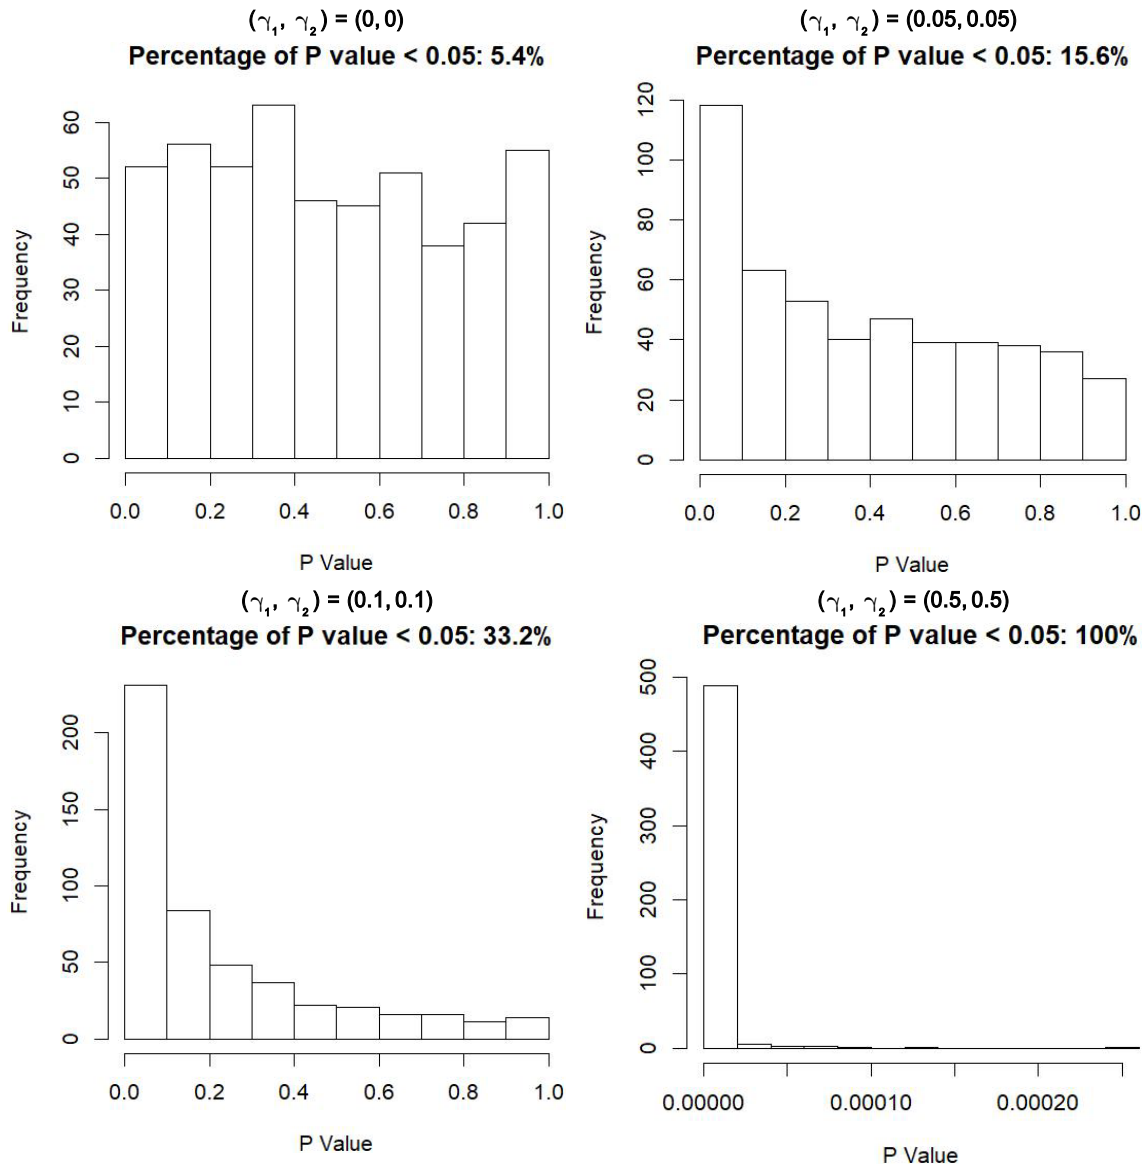 (γ₁, γ₂) = (0, 0)
Percentage of P value < 0.05: 5.4%
Frequency
60
50
40
30
20
10
0
0.0 0.2 0.4 0.6 0.8 1.0
P Value
(γ₁, γ₂) = (0.05, 0.05)
Percentage of P value < 0.05: 15.6%
Frequency
120
100
80
60
40
20
0
0.0 0.2 0.4 0.6 0.8 1.0
P Value
(γ₁, γ₂) = (0.1, 0.1)
Percentage of P value < 0.05: 33.2%
Frequency
200
150
100
50
0
0.0 0.2 0.4 0.6 0.8 1.0
P Value
(γ₁, γ₂) = (0.5, 0.5)
Percentage of P value < 0.05: 100%
Frequency
500
400
300
200
100
0
0.00000 0.00010 0.00020
P Value